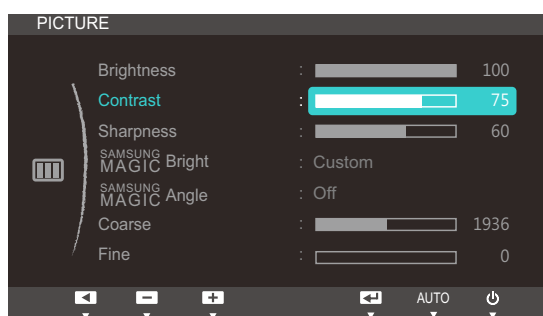 PICTURE
Brightness : 100
Contrast : 75
Sharpness : 60
SAMSUNG MAGIC Bright : Custom
SAMSUNG MAGIC Angle : Off
Coarse : 1936
Fine : 0
AUTO